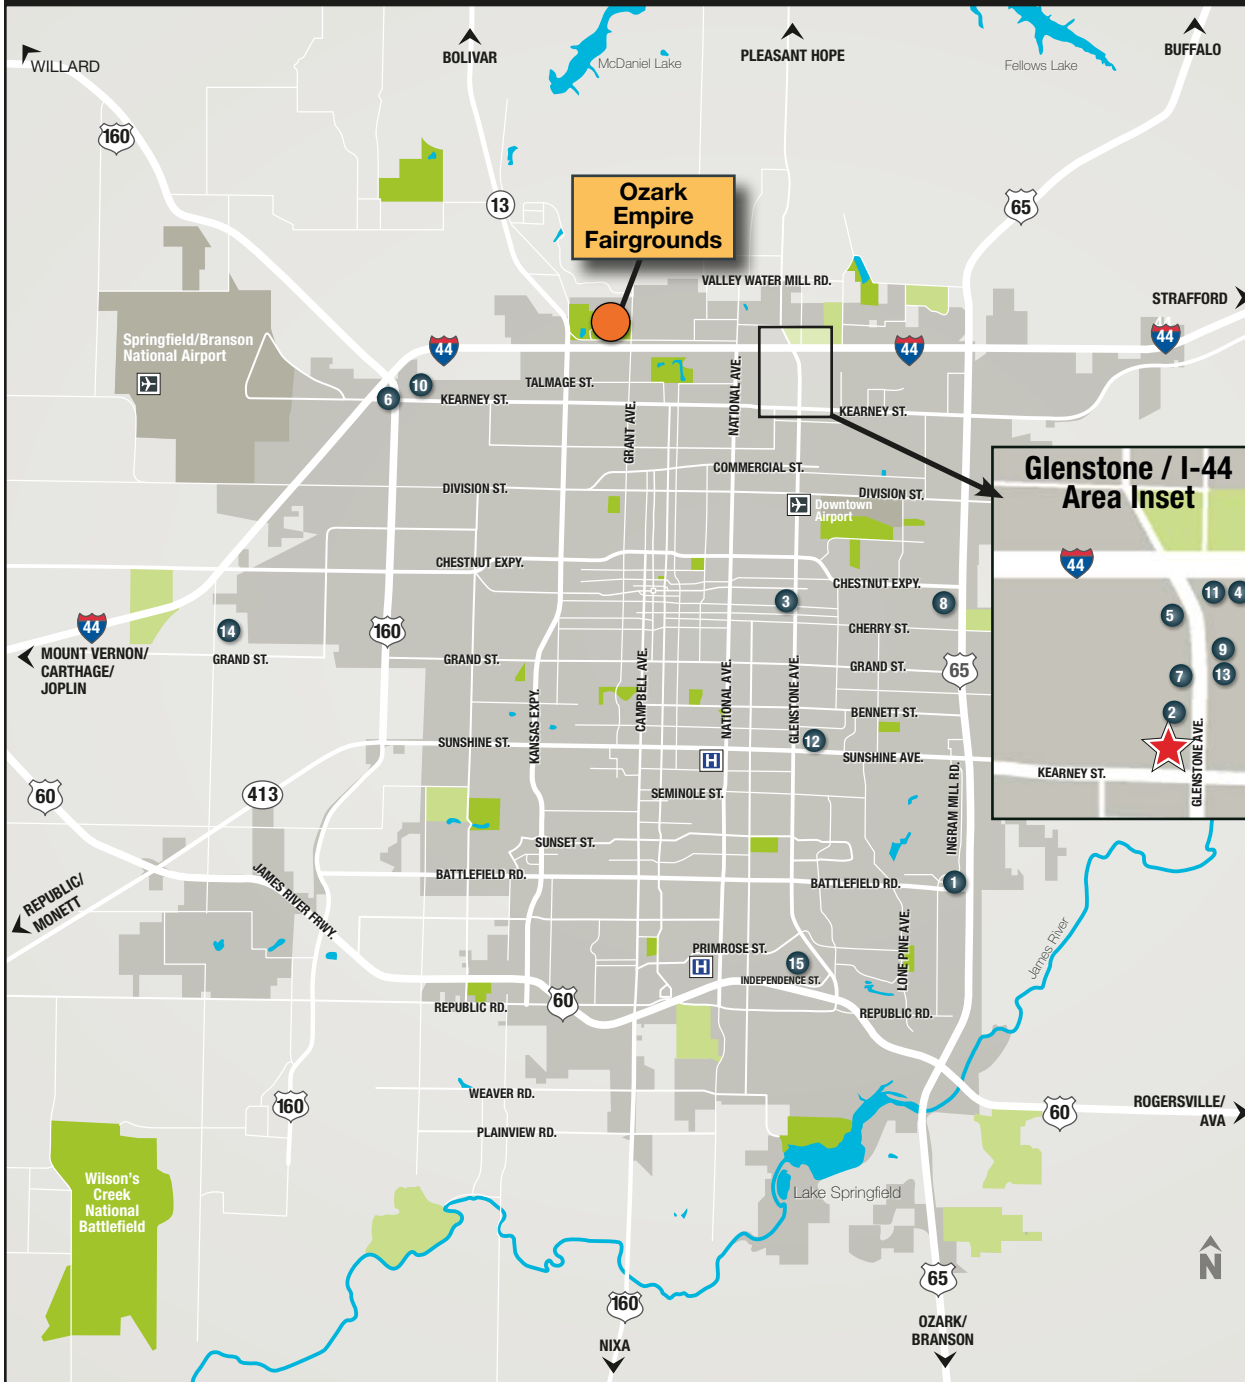 BOLIVAR
PLEASANT HOPE
BUFFALO
WILLARD
McDaniel Lake
Fellows Lake
160
13
65
Ozark
Empire
Fairgrounds
VALLEY WATER MILL RD.
STRAFFORD
44
44
Springfield/Branson
National Airport
44
44
10
6
TALMAGE ST.
KEARNEY ST.
GRANT AVE.
NATIONAL AVE.
KEARNEY ST.
COMMERCIAL ST.
DIVISION ST.
DIVISION ST.
Downtown
Airport
Glenstone / I-44
Area Inset
44
11
4
5
9
13
7
2
KEARNEY ST.
GLENSTONE AVE.
CHESTNUT EXPY.
CHESTNUT EXPY.
3
8
CHERRY ST.
44
14
160
MOUNT VERNON/
CARTHAGE/
JOPLIN
GRAND ST.
GRAND ST.
GRAND ST.
65
KANSAS EXPY.
CAMPBELL AVE.
NATIONAL AVE.
GLENSTONE AVE.
BENNETT ST.
SUNSHINE ST.
12
SUNSHINE AVE.
H
INGRAM MILL RD.
60
413
SEMINOLE ST.
SUNSET ST.
BATTLEFIELD RD.
BATTLEFIELD RD.
1
REPUBLIC/
MONETT
JAMES RIVER FRWY.
LONE PINE AVE.
James River
PRIMROSE ST.
H
15
INDEPENDENCE ST.
60
REPUBLIC RD.
REPUBLIC RD.
WEAVER RD.
160
PLAINVIEW RD.
60
ROGERSVILLE/
AVA
Wilson's
Creek
National
Battlefield
Lake Springfield
N
65
160
NIXA
OZARK/
BRANSON